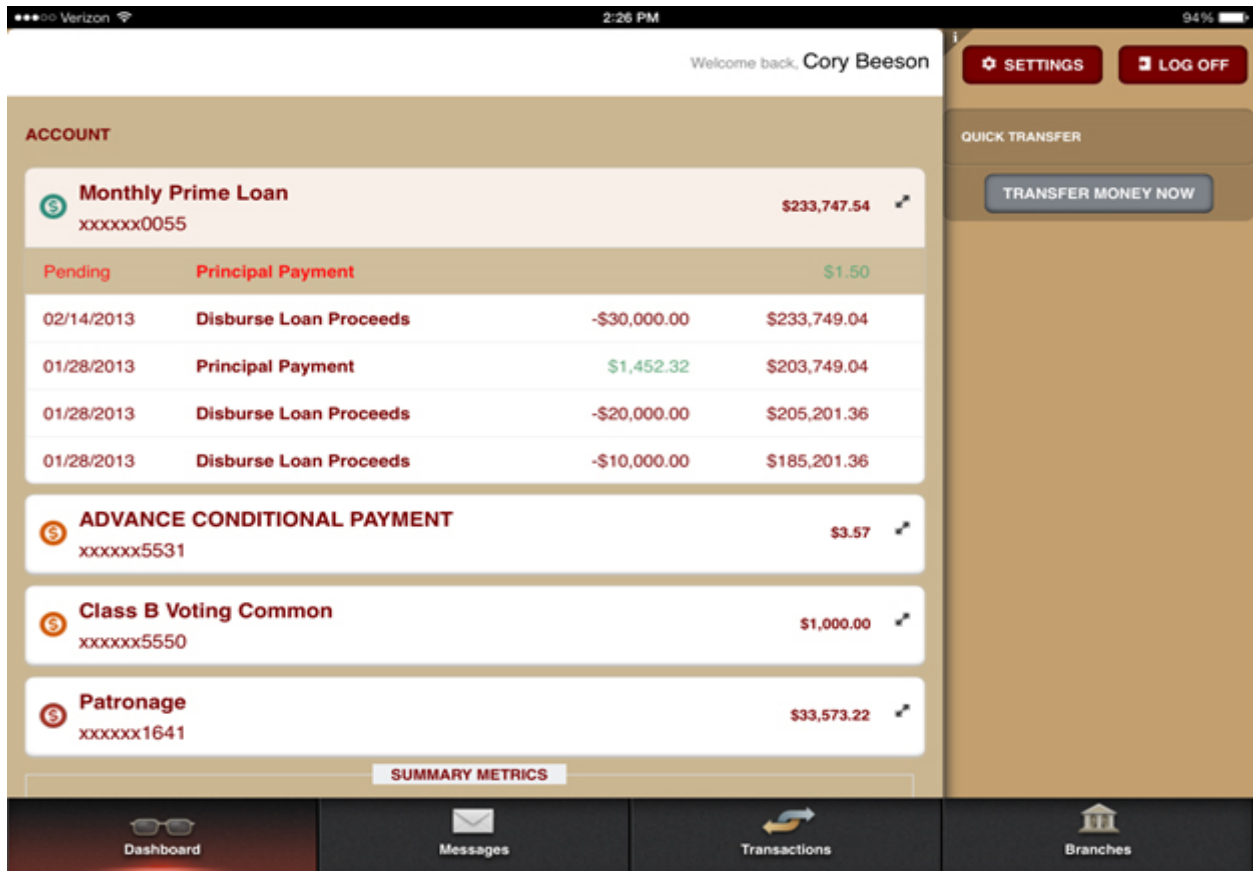 Verizon 2:26 PM 94%
Welcome back, Cory Beeson
i
SETTINGS LOG OFF
ACCOUNT
QUICK TRANSFER
Monthly Prime Loan
xxxxxx0055
$233,747.54
TRANSFER MONEY NOW
Pending Principal Payment $1.50
02/14/2013 Disburse Loan Proceeds -$30,000.00 $233,749.04
01/28/2013 Principal Payment $1,452.32 $203,749.04
01/28/2013 Disburse Loan Proceeds -$20,000.00 $205,201.36
01/28/2013 Disburse Loan Proceeds -$10,000.00 $185,201.36
ADVANCE CONDITIONAL PAYMENT
xxxxxx5531
$3.57
Class B Voting Common
xxxxxx5550
$1,000.00
Patronage
xxxxxx1641
$33,573.22
SUMMARY METRICS
Dashboard Messages Transactions Branches